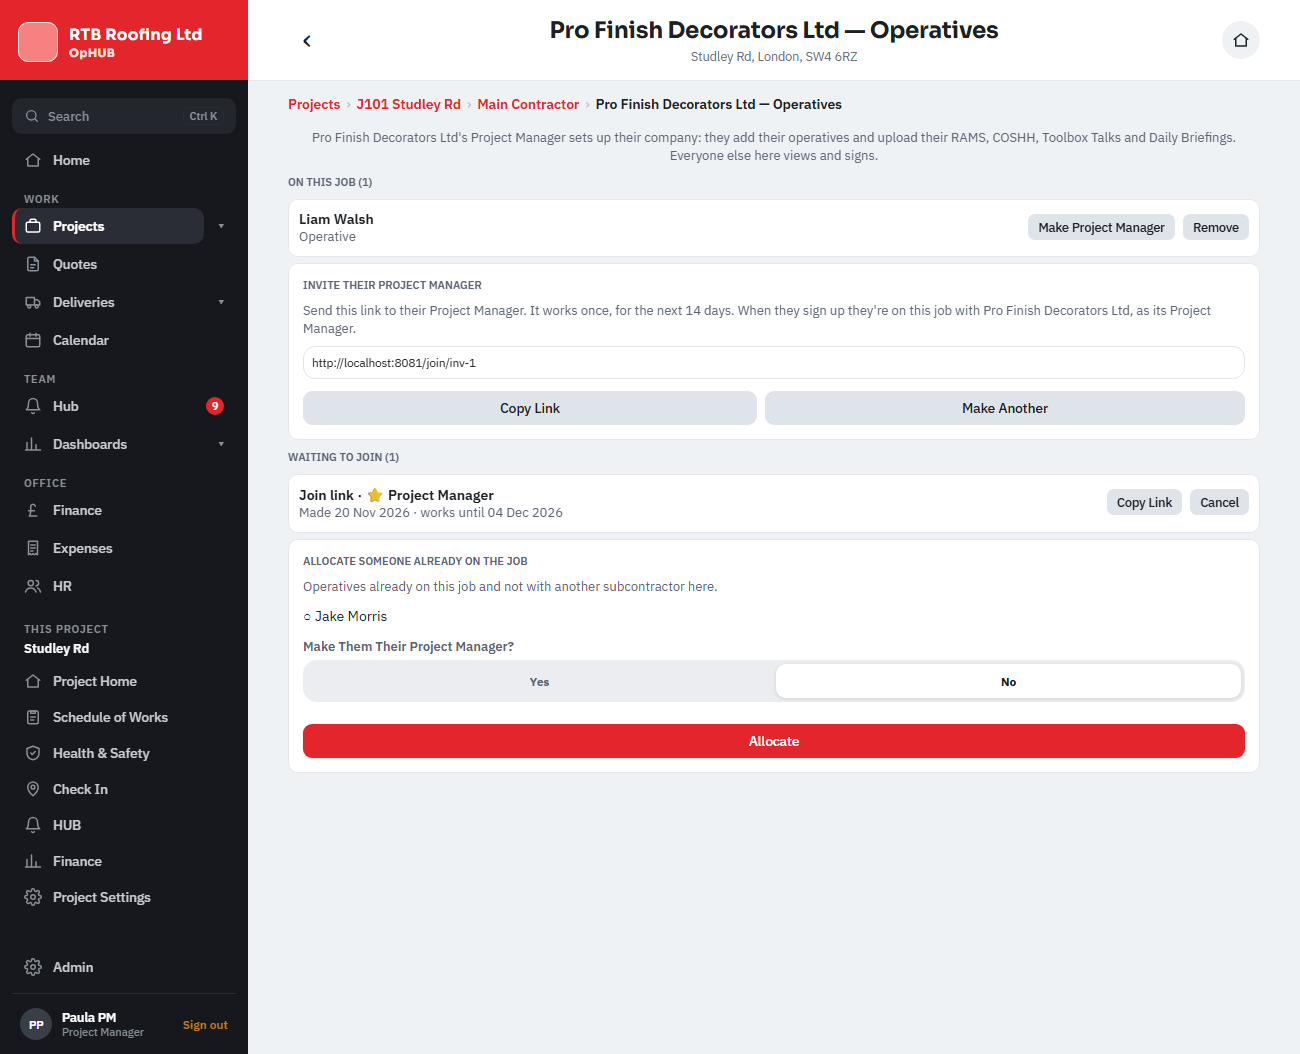 RTB Roofing Ltd
OpHUB
Search
Ctrl K
Home
WORK
Projects
Quotes
Deliveries
Calendar
TEAM
Hub
9
Dashboards
OFFICE
Finance
Expenses
HR
THIS PROJECT
Studley Rd
Project Home
Schedule of Works
Health & Safety
Check In
HUB
Finance
Project Settings
Admin
PP
Paula PM
Project Manager
Sign out
Pro Finish Decorators Ltd — Operatives
Studley Rd, London, SW4 6RZ
Projects › J101 Studley Rd › Main Contractor › Pro Finish Decorators Ltd — Operatives
Pro Finish Decorators Ltd's Project Manager sets up their company: they add their operatives and upload their RAMS, COSHH, Toolbox Talks and Daily Briefings.
Everyone else here views and signs.
ON THIS JOB (1)
Liam Walsh
Operative
Make Project Manager
Remove
INVITE THEIR PROJECT MANAGER
Send this link to their Project Manager. It works once, for the next 14 days. When they sign up they're on this job with Pro Finish Decorators Ltd, as its Project
Manager.
http://localhost:8081/join/inv-1
Copy Link
Make Another
WAITING TO JOIN (1)
Join link · ⭐ Project Manager
Made 20 Nov 2026 · works until 04 Dec 2026
Copy Link
Cancel
ALLOCATE SOMEONE ALREADY ON THE JOB
Operatives already on this job and not with another subcontractor here.
○ Jake Morris
Make Them Their Project Manager?
Yes
No
Allocate